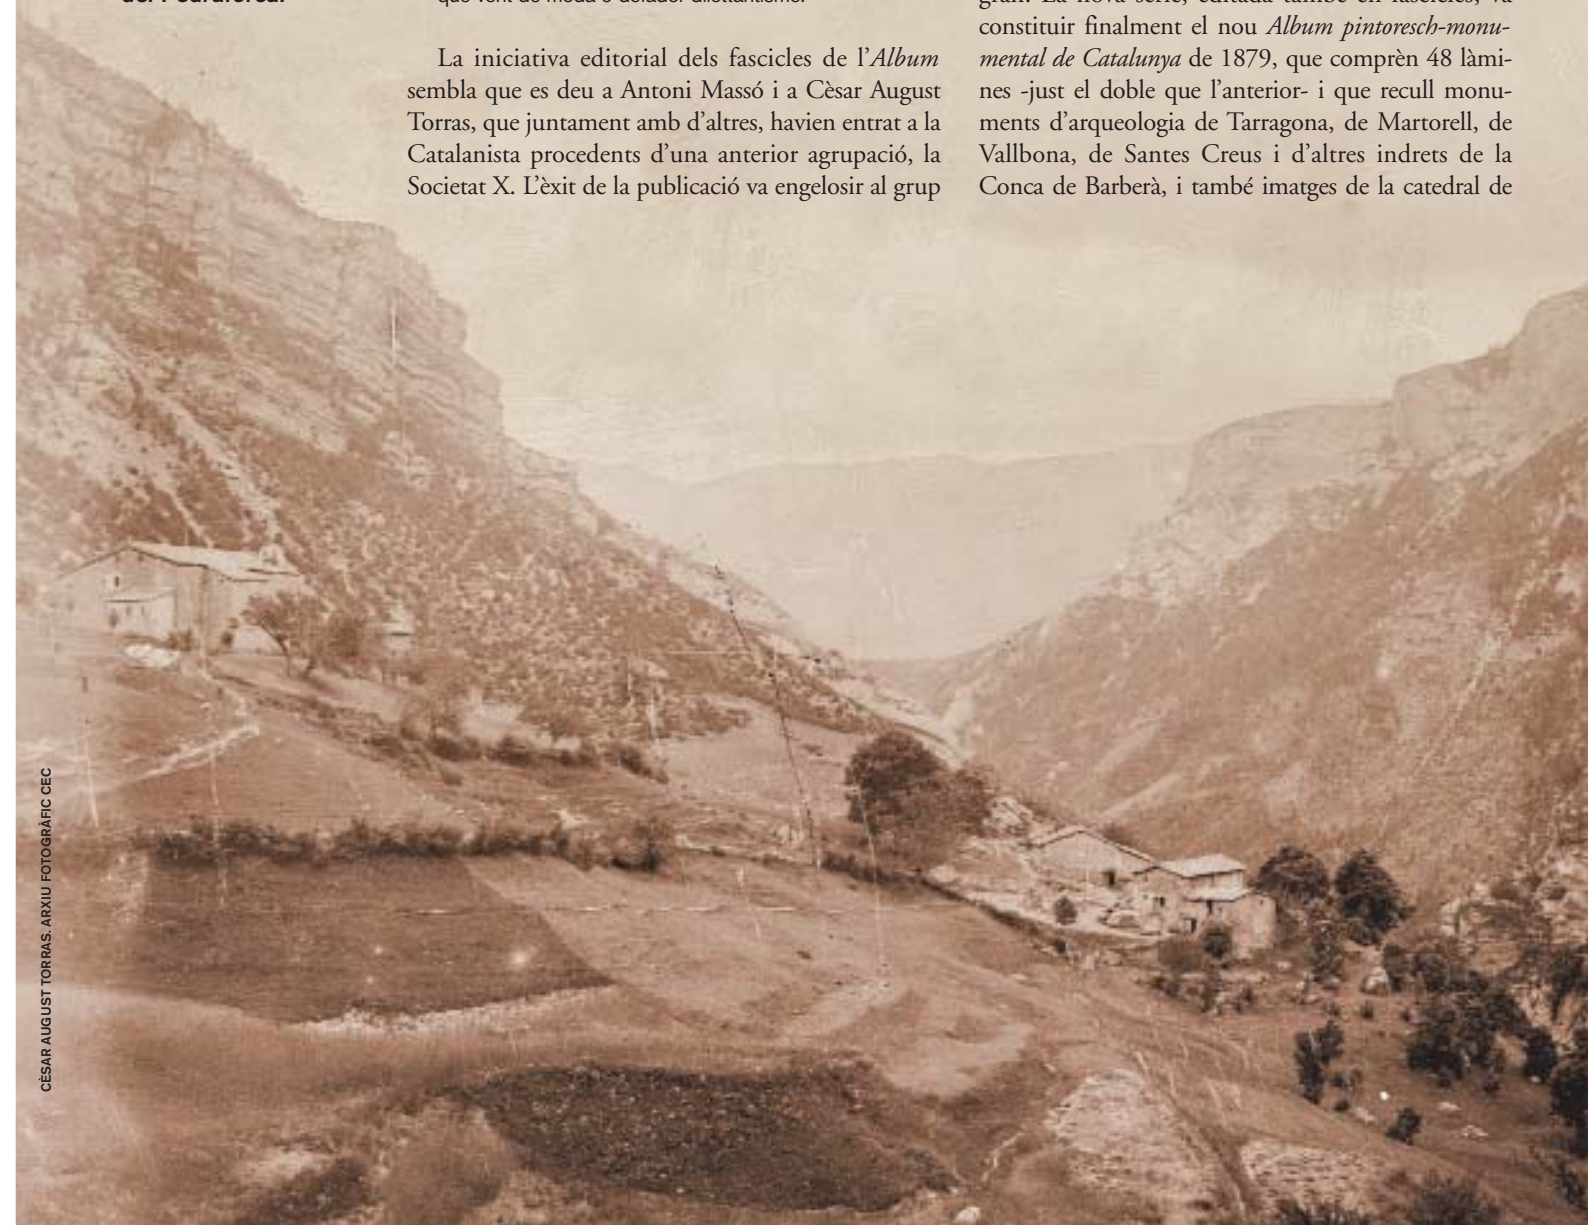 La iniciativa editorial dels fascicles de l’Album
sembla que es deu a Antoni Massó i a Cèsar August
Torras, que juntament amb d’altres, havien entrat a la
Catalanista procedents d’una anterior agrupació, la
Societat X. L’èxit de la publicació va engelosir al grup
constituir finalment el nou Album pintoresch-monu-
mental de Catalunya de 1879, que comprèn 48 làmi-
nes -just el doble que l’anterior- i que recull monu-
ments d’arqueologia de Tarragona, de Martorell, de
Vallbona, de Santes Creus i d’altres indrets de la
Conca de Barberà, i també imatges de la catedral de
CÈSAR AUGUST TORRAS. ARXIU FOTOGRÀFIC CEC